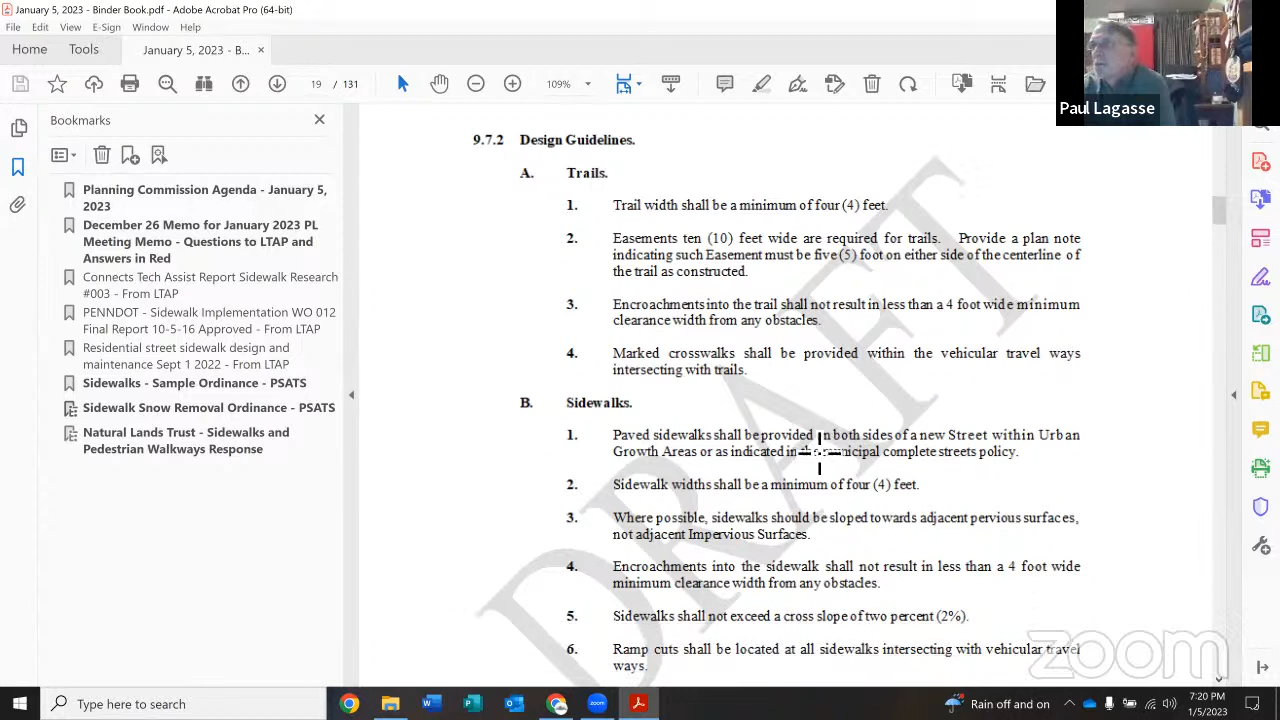 January 5, 2023 - Binder Book.pdf - Adobe Acrobat Pro (64-bit)
File Edit View E-Sign Window Help
Home Tools January 5, 2023 - B... ×
19 / 131 109%
Paul Lagasse
Bookmarks
Planning Commission Agenda - January 5,
2023
December 26 Memo for January 2023 PL
Meeting Memo - Questions to LTAP and
Answers in Red
Connects Tech Assist Report Sidewalk Research
#003 - From LTAP
PENNDOT - Sidewalk Implementation WO 012
Final Report 10-5-16 Approved - From LTAP
Residential street sidewalk design and
maintenance Sept 1 2022 - From LTAP
Sidewalks - Sample Ordinance - PSATS
Sidewalk Snow Removal Ordinance - PSATS
Natural Lands Trust - Sidewalks and
Pedestrian Walkways Response
9.7.2 Design Guidelines.
A. Trails.
1. Trail width shall be a minimum of four (4) feet.
2. Easements ten (10) feet wide are required for trails. Provide a plan note
indicating such Easement must be five (5) foot on either side of the centerline of
the trail as constructed.
3. Encroachments into the trail shall not result in less than a 4 foot wide minimum
clearance width from any obstacles.
4. Marked crosswalks shall be provided within the vehicular travel ways
intersecting with trails.
B. Sidewalks.
1. Paved sidewalks shall be provided on both sides of a new Street within Urban
Growth Areas or as indicated in the municipal complete streets policy.
2. Sidewalk widths shall be a minimum of four (4) feet.
3. Where possible, sidewalks should be sloped towards adjacent pervious surfaces,
not adjacent Impervious Surfaces.
4. Encroachments into the sidewalk shall not result in less than a 4 foot wide
minimum clearance width from any obstacles.
5. Sidewalks shall not exceed a cross slope of two percent (2%).
6. Ramp cuts shall be located at all sidewalks intersecting with vehicular travel
ways.
DRAFT
zoom
Type here to search
Rain off and on
7:20 PM
1/5/2023